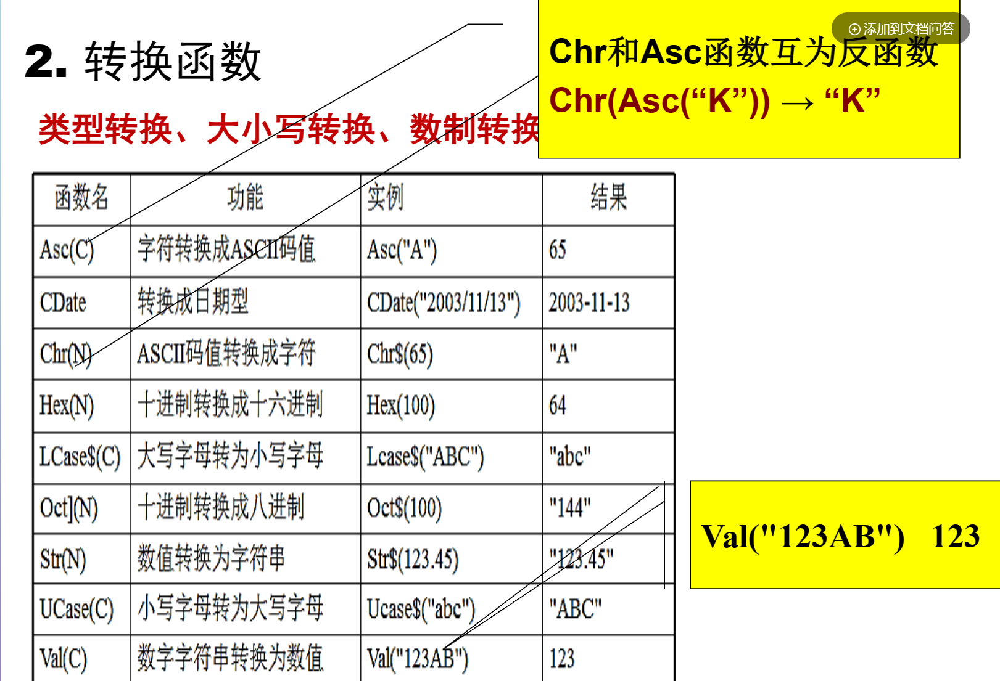 添加到文档问答
2. 转换函数
Chr和Asc函数互为反函数
Chr(Asc(“K”)) → “K”
类型转换、大小写转换、数制转换
函数名 功能 实例 结果
Asc(C) 字符转换成ASCII码值 Asc("A") 65
CDate 转换成日期型 CDate("2003/11/13") 2003-11-13
Chr(N) ASCII码值转换成字符 Chr$(65) "A"
Hex(N) 十进制转换成十六进制 Hex(100) 64
LCase$(C) 大写字母转为小写字母 Lcase$("ABC") "abc"
Oct](N) 十进制转换成八进制 Oct$(100) "144"
Str(N) 数值转换为字符串 Str$(123.45) "123.45"
UCase(C) 小写字母转为大写字母 Ucase$("abc") "ABC"
Val(C) 数字字符串转换为数值 Val("123AB") 123
Val("123AB") 123